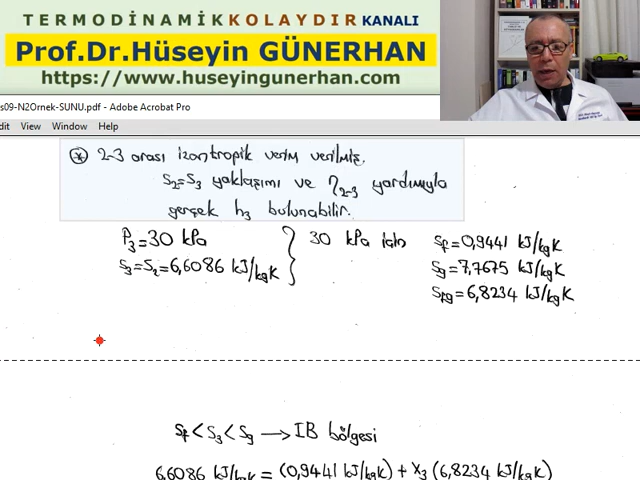 TERMODİNAMİKKOLAYDIR KANALI
Prof.Dr.Hüseyin GÜNERHAN
https://www.huseyingunerhan.com
s09-N2Ornek-SUNU.pdf - Adobe Acrobat Pro
dit View Window Help
* 2-3 arası izontropik verim verilmiş.
S2=S3 yaklaşımı ve η2-3 yardımıyla
gerçek h3 bulunabilir.
P3=30 kPa } 30 kPa için Sf=0,9441 kJ/kgK
S3=S2=6,6086 kJ/kgK Sg=7,7675 kJ/kgK
Sfg=6,8234 kJ/kgK
Sf<S3<Sg → IB bölgesi
6,6086 kJ/kgK = (0,9441 kJ/kgK) + X3 (6,8234 kJ/kgK)